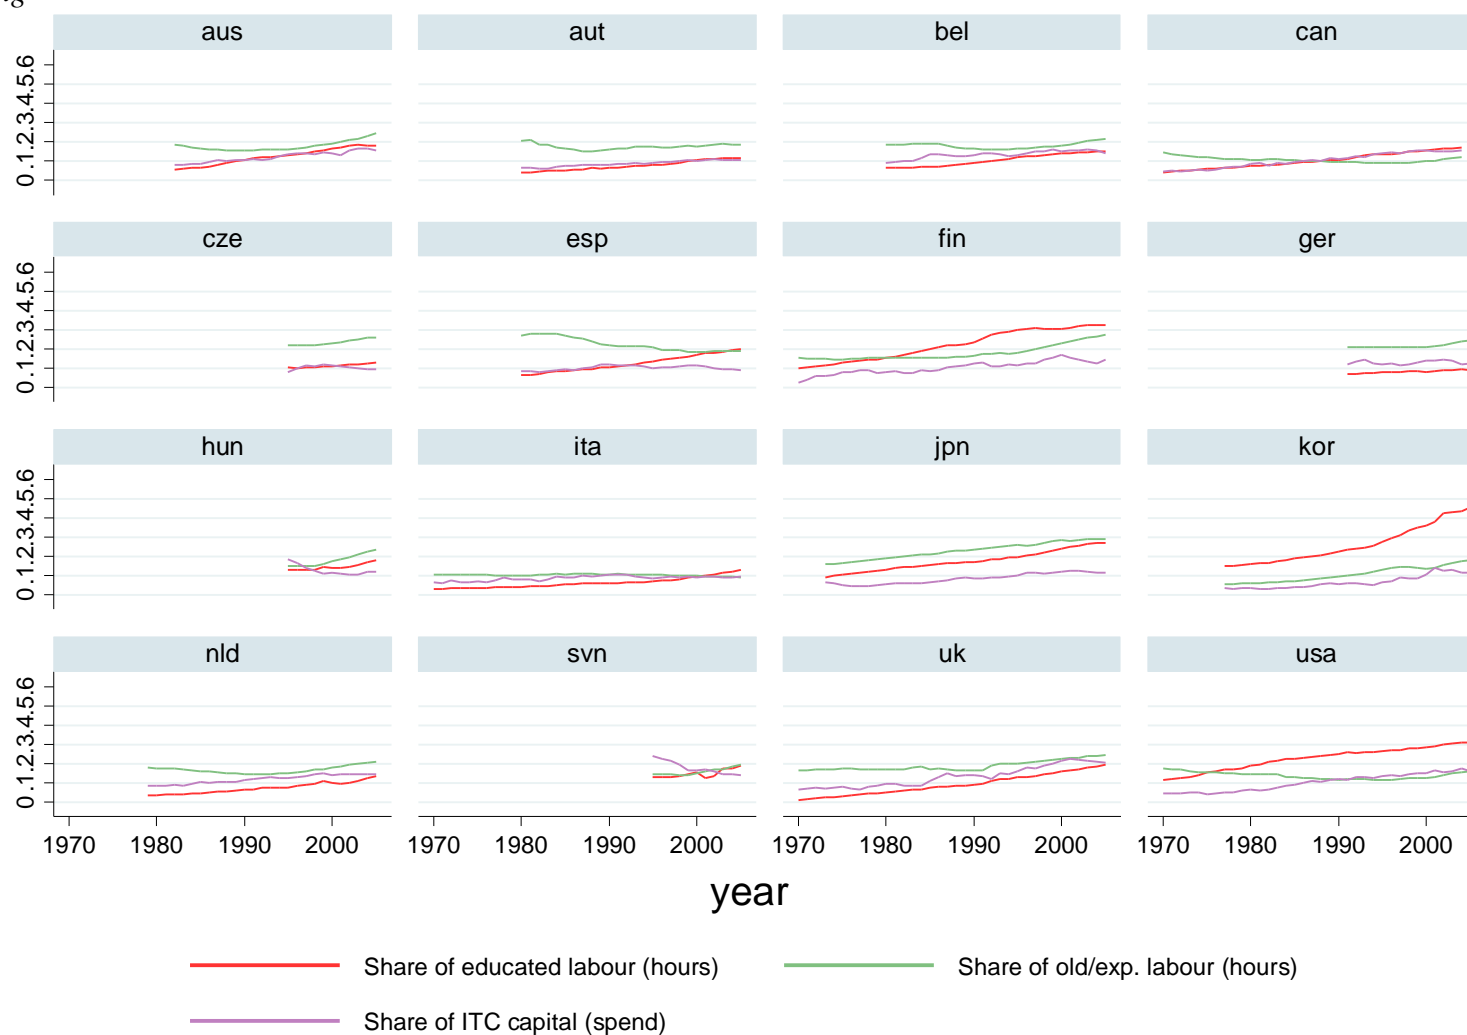 aus aut bel can
0 .1 .2 .3 .4 .5 .6
cze esp fin ger
0 .1 .2 .3 .4 .5 .6
hun ita jpn kor
0 .1 .2 .3 .4 .5 .6
nld svn uk usa
0 .1 .2 .3 .4 .5 .6
1970 1980 1990 2000 1970 1980 1990 2000 1970 1980 1990 2000 1970 1980 1990 2000
year
Share of educated labour (hours) Share of old/exp. labour (hours)
Share of ITC capital (spend)